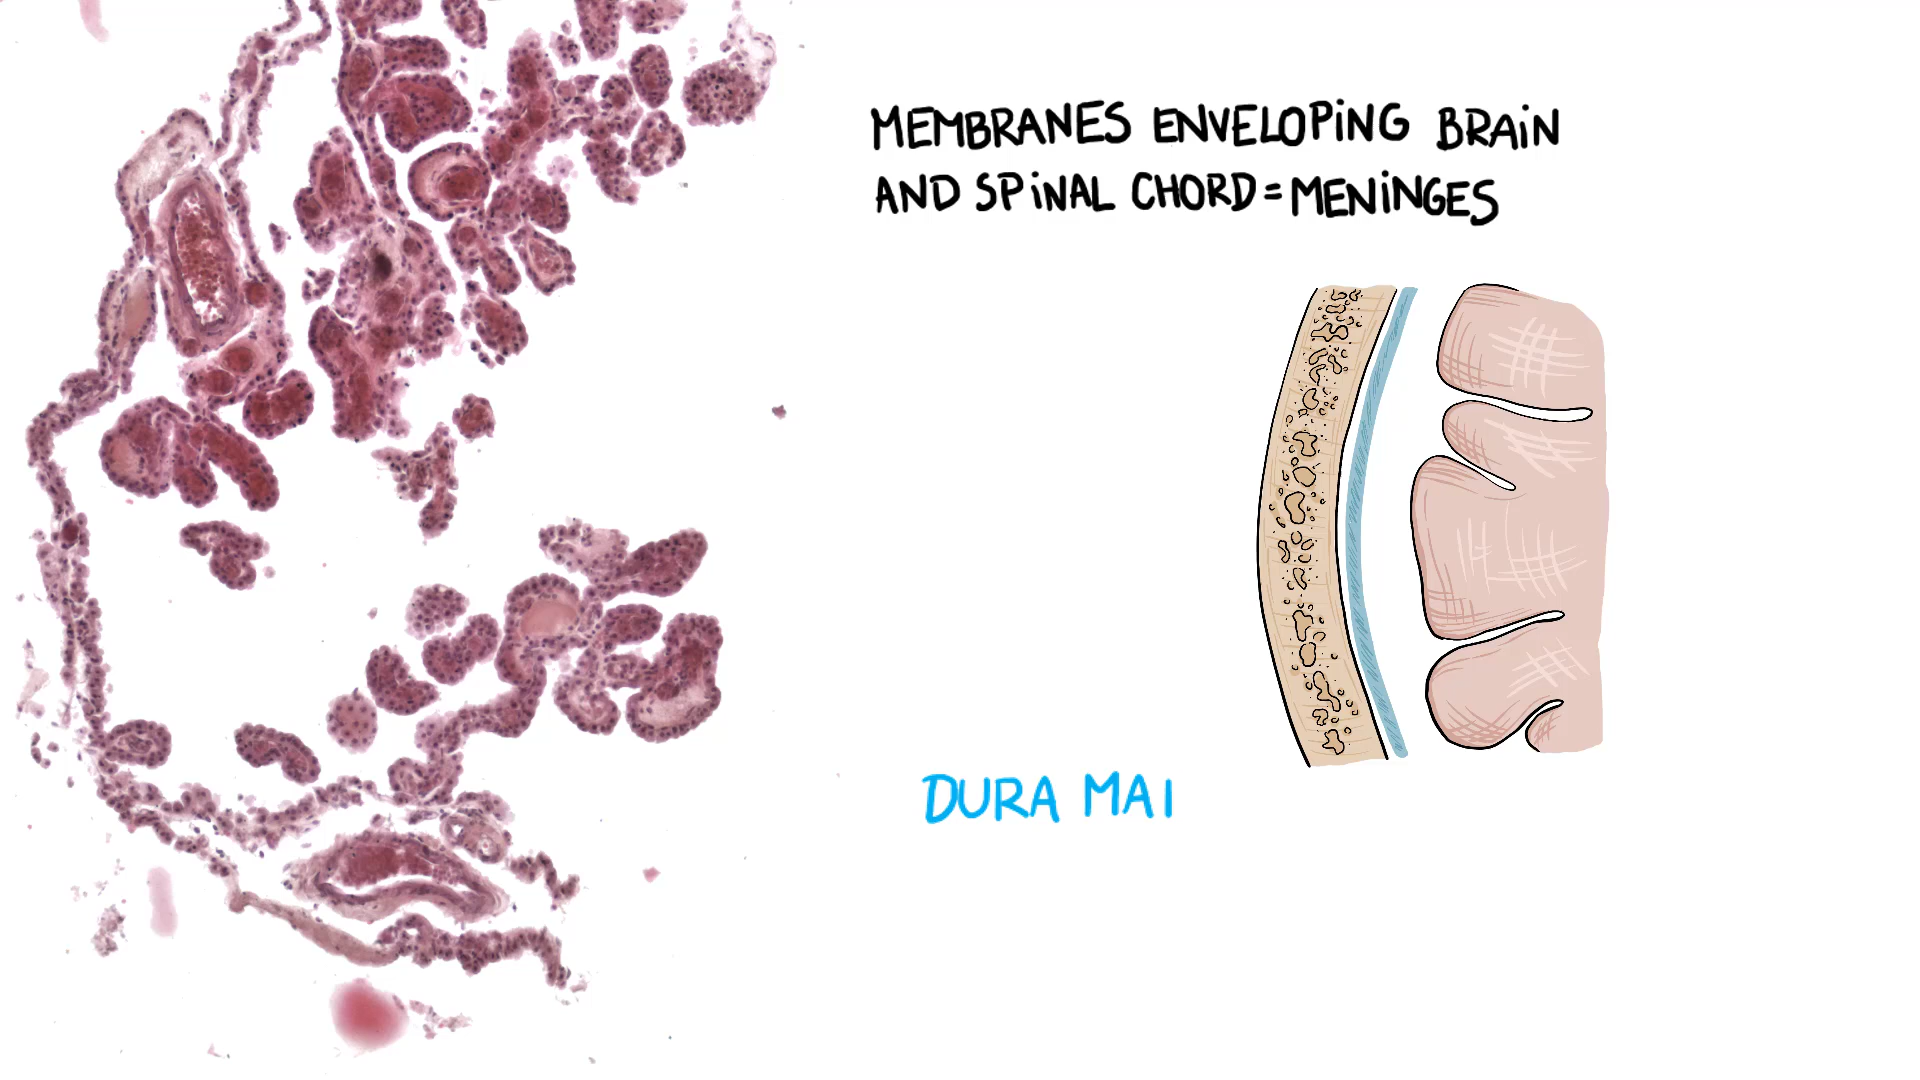 MEMBRANES ENVELOPING BRAIN
AND SPINAL CHORD = MENINGES
DURA MAI